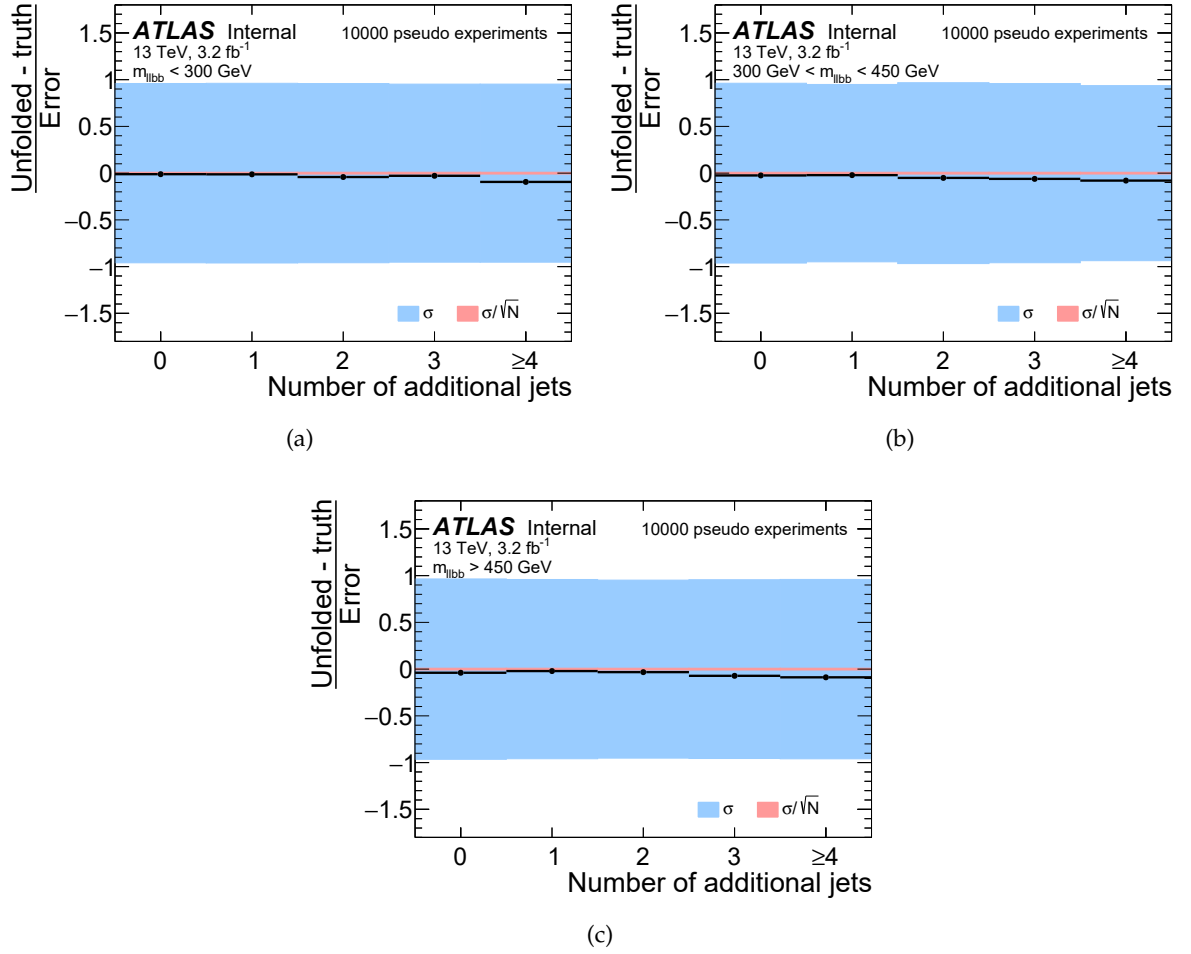 ATLAS Internal 10000 pseudo experiments
13 TeV, 3.2 fb⁻¹
m_llbb < 300 GeV
Unfolded - truth
Error
1.5
1
0.5
0
−0.5
−1
−1.5
σ σ/√N
0 1 2 3 ≥4
Number of additional jets
(a)
ATLAS Internal 10000 pseudo experiments
13 TeV, 3.2 fb⁻¹
300 GeV < m_llbb < 450 GeV
Unfolded - truth
Error
1.5
1
0.5
0
−0.5
−1
−1.5
σ σ/√N
0 1 2 3 ≥4
Number of additional jets
(b)
ATLAS Internal 10000 pseudo experiments
13 TeV, 3.2 fb⁻¹
m_llbb > 450 GeV
Unfolded - truth
Error
1.5
1
0.5
0
−0.5
−1
−1.5
σ σ/√N
0 1 2 3 ≥4
Number of additional jets
(c)